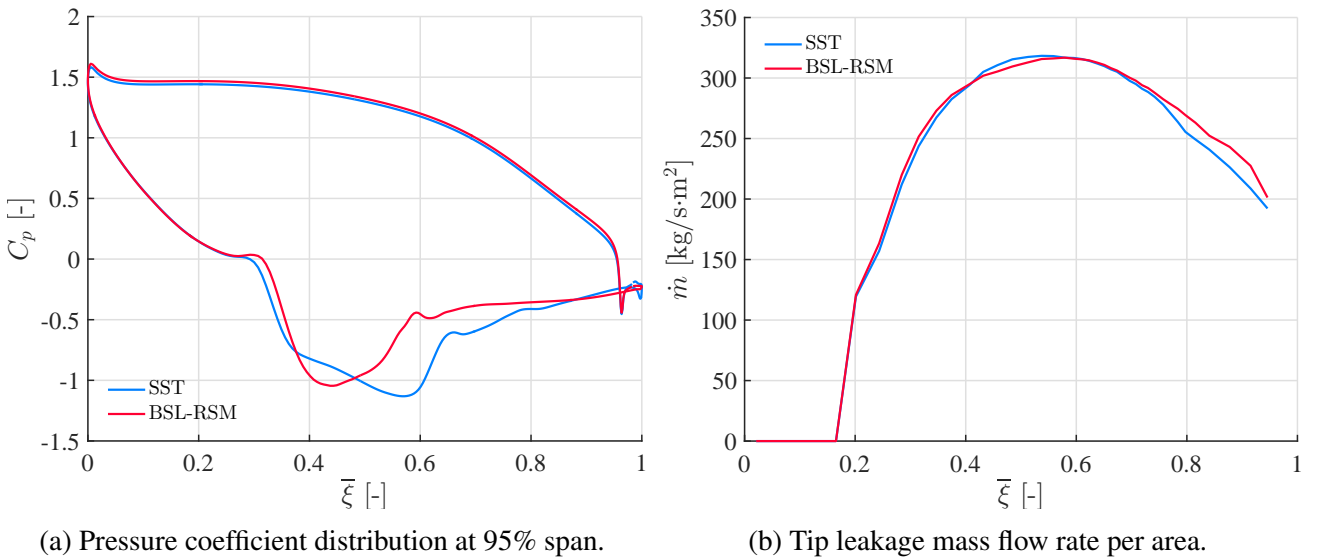 2
1.5
1
0.5
0
-0.5
-1
-1.5
C_p [-]
SST
BSL-RSM
0 0.2 0.4 0.6 0.8 1
ξ̅ [-]
(a) Pressure coefficient distribution at 95% span.
350
300
250
200
150
100
50
0
ṁ [kg/s·m²]
SST
BSL-RSM
0 0.2 0.4 0.6 0.8 1
ξ̅ [-]
(b) Tip leakage mass flow rate per area.